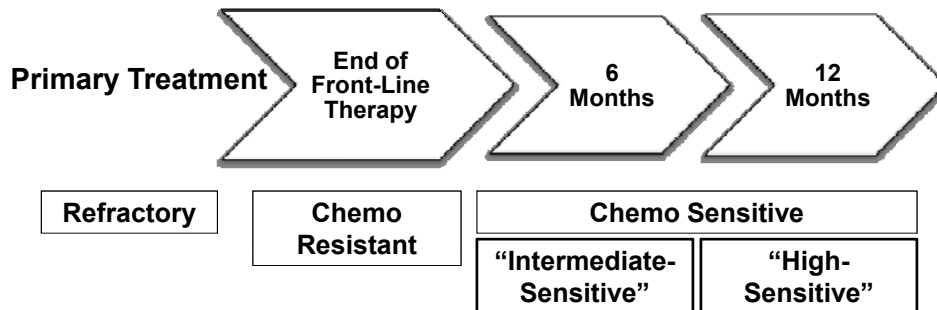 Primary Treatment
End of
Front-Line
Therapy
6
Months
12
Months
Refractory
Chemo
Resistant
Chemo Sensitive
“Intermediate-
Sensitive”
“High-
Sensitive”